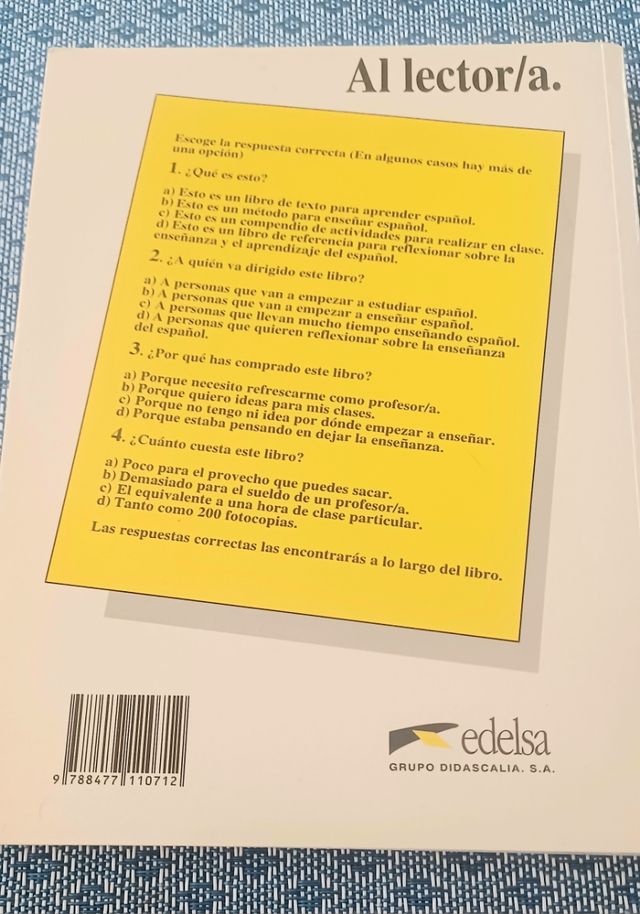 Al lector/a.
Escoge la respuesta correcta (En algunos casos hay más de
una opción)
1. ¿Qué es esto?
a) Esto es un libro de texto para aprender español.
b) Esto es un método para enseñar español.
c) Esto es un compendio de actividades para realizar en clase.
d) Esto es un libro de referencia para reflexionar sobre la
enseñanza y el aprendizaje del español.
2. ¿A quién va dirigido este libro?
a) A personas que van a empezar a estudiar español.
b) A personas que van a empezar a enseñar español.
c) A personas que llevan mucho tiempo enseñando español.
d) A personas que quieren reflexionar sobre la enseñanza
del español.
3. ¿Por qué has comprado este libro?
a) Porque necesito refrescarme como profesor/a.
b) Porque quiero ideas para mis clases.
c) Porque no tengo ni idea por dónde empezar a enseñar.
d) Porque estaba pensando en dejar la enseñanza.
4. ¿Cuánto cuesta este libro?
a) Poco para el provecho que puedes sacar.
b) Demasiado para el sueldo de un profesor/a.
c) El equivalente a una hora de clase particular.
d) Tanto como 200 fotocopias.
Las respuestas correctas las encontrarás a lo largo del libro.
edelsa
GRUPO DIDASCALIA. S.A.
9 788477 110712